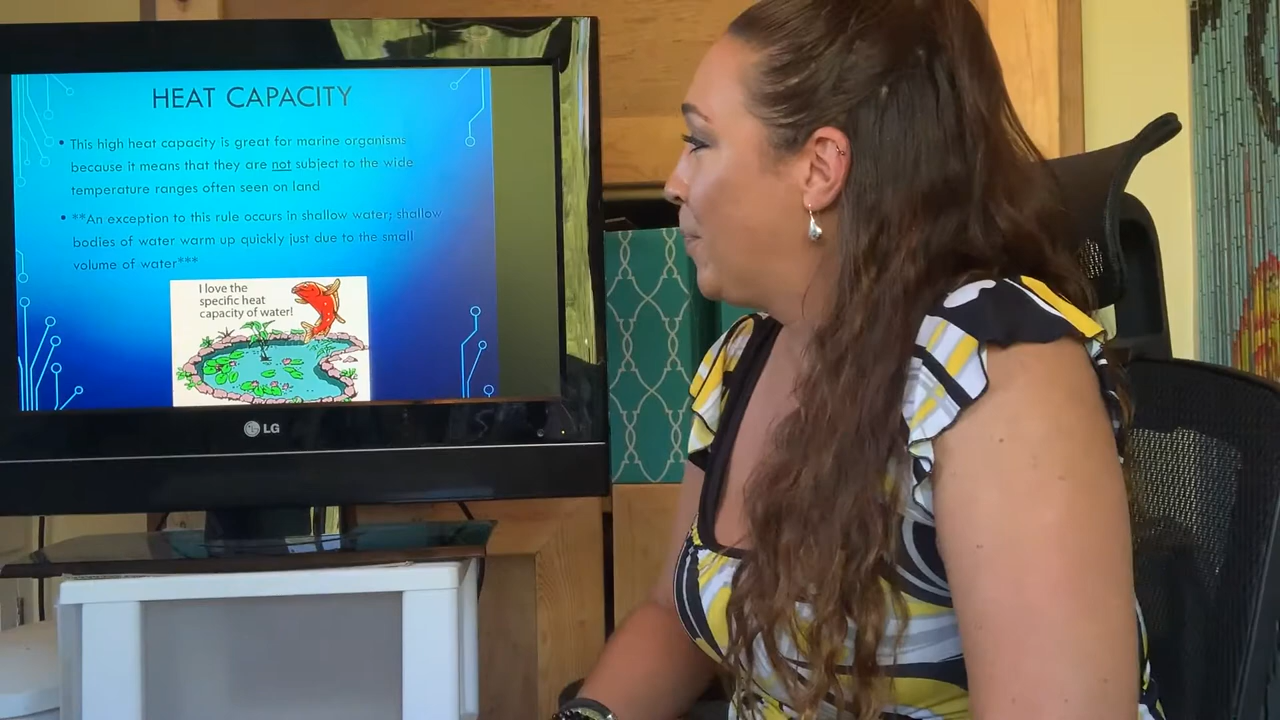 HEAT CAPACITY
• This high heat capacity is great for marine organisms
because it means that they are not subject to the wide
temperature ranges often seen on land
• **An exception to this rule occurs in shallow water; shallow
bodies of water warm up quickly just due to the small
volume of water***
I love the
specific heat
capacity of water!
LG